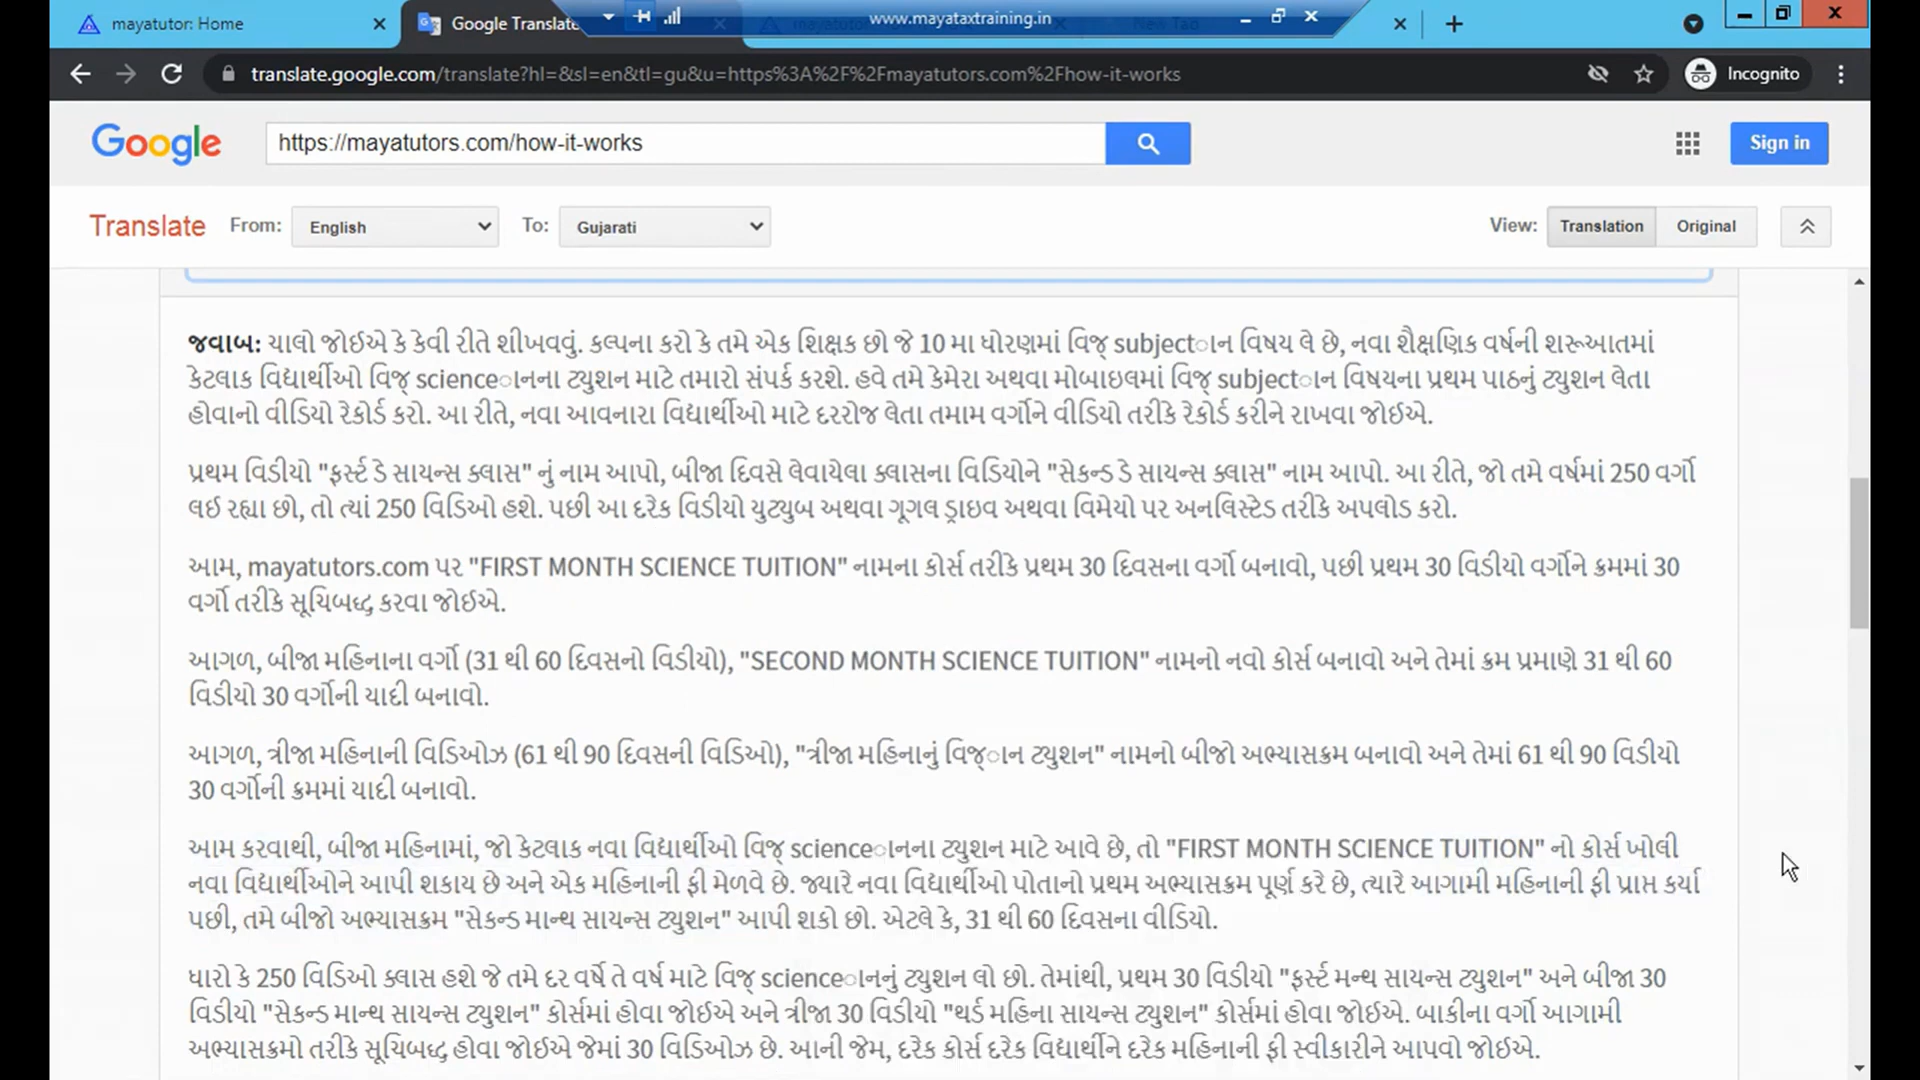 mayatutor: Home
Google Translate
www.mayataxtraining.in
translate.google.com/translate?hl=&sl=en&tl=gu&u=https%3A%2F%2Fmayatutors.com%2Fhow-it-works
Incognito
Google
https://mayatutors.com/how-it-works
Sign in
Translate From: English To: Gujarati View: Translation Original
જવાબ: ચાલો જોઈએ કે કેવી રીતે શીખવવું. કલ્પના કરો કે તમે એક શિક્ષક છો જે 10 મા ધોરણમાં વિજ્ subjectાન વિષય લે છે, નવા શૈક્ષણિક વર્ષની શરૂઆતમાં
કેટલાક વિદ્યાર્થીઓ વિજ્ scienceાનના ટ્યુશન માટે તમારો સંપર્ક કરશે. હવે તમે કેમેરા અથવા મોબાઇલમાં વિજ્ subjectાન વિષયના પ્રથમ પાઠનું ટ્યુશન લેતા
હોવાનો વીડિયો રેકોર્ડ કરો. આ રીતે, નવા આવનારા વિદ્યાર્થીઓ માટે દરરોજ લેતા તમામ વર્ગોને વીડિયો તરીકે રેકોર્ડ કરીને રાખવા જોઈએ.
પ્રથમ વિડીયો "ફર્સ્ટ ડે સાયન્સ ક્લાસ" નું નામ આપો, બીજા દિવસે લેવાયેલા ક્લાસના વિડિયોને "સેકન્ડ ડે સાયન્સ ક્લાસ" નામ આપો. આ રીતે, જો તમે વર્ષમાં 250 વર્ગો
લઈ રહ્યા છો, તો ત્યાં 250 વિડિઓ હશે. પછી આ દરેક વિડીયો યુટ્યુબ અથવા ગૂગલ ડ્રાઇવ અથવા વિમેયો પર અનલિસ્ટેડ તરીકે અપલોડ કરો.
આમ, mayatutors.com પર "FIRST MONTH SCIENCE TUITION" નામના કોર્સ તરીકે પ્રથમ 30 દિવસના વર્ગો બનાવો, પછી પ્રથમ 30 વિડીયો વર્ગોને ક્રમમાં 30
વર્ગો તરીકે સૂચિબદ્ધ કરવા જોઈએ.
આગળ, બીજા મહિનાના વર્ગો (31 થી 60 દિવસનો વિડીયો), "SECOND MONTH SCIENCE TUITION" નામનો નવો કોર્સ બનાવો અને તેમાં ક્રમ પ્રમાણે 31 થી 60
વિડીયો 30 વર્ગોની યાદી બનાવો.
આગળ, ત્રીજા મહિનાની વિડિઓઝ (61 થી 90 દિવસની વિડિઓ), "ત્રીજા મહિનાનું વિજ્ાન ટ્યુશન" નામનો બીજો અભ્યાસક્રમ બનાવો અને તેમાં 61 થી 90 વિડીયો
30 વર્ગોની ક્રમમાં યાદી બનાવો.
આમ કરવાથી, બીજા મહિનામાં, જો કેટલાક નવા વિદ્યાર્થીઓ વિજ્ scienceાનના ટ્યુશન માટે આવે છે, તો "FIRST MONTH SCIENCE TUITION" નો કોર્સ ખોલી
નવા વિદ્યાર્થીઓને આપી શકાય છે અને એક મહિનાની ફી મેળવે છે. જ્યારે નવા વિદ્યાર્થીઓ પોતાનો પ્રથમ અભ્યાસક્રમ પૂર્ણ કરે છે, ત્યારે આગામી મહિનાની ફી પ્રાપ્ત કર્યા
પછી, તમે બીજો અભ્યાસક્રમ "સેકન્ડ માન્થ સાયન્સ ટ્યુશન" આપી શકો છો. એટલે કે, 31 થી 60 દિવસના વીડિયો.
ધારો કે 250 વિડિઓ ક્લાસ હશે જે તમે દર વર્ષે તે વર્ષ માટે વિજ્ scienceાનનું ટ્યુશન લો છો. તેમાંથી, પ્રથમ 30 વિડીયો "ફર્સ્ટ મન્થ સાયન્સ ટ્યુશન" અને બીજા 30
વિડીયો "સેકન્ડ માન્થ સાયન્સ ટ્યુશન" કોર્સમાં હોવા જોઈએ અને ત્રીજા 30 વિડીયો "થર્ડ મહિના સાયન્સ ટ્યુશન" કોર્સમાં હોવા જોઈએ. બાકીના વર્ગો આગામી
અભ્યાસક્રમો તરીકે સૂચિબદ્ધ હોવા જોઈએ જેમાં 30 વિડિઓઝ છે. આની જેમ, દરેક કોર્સ દરેક વિદ્યાર્થીને દરેક મહિનાની ફી સ્વીકારીને આપવો જોઈએ.